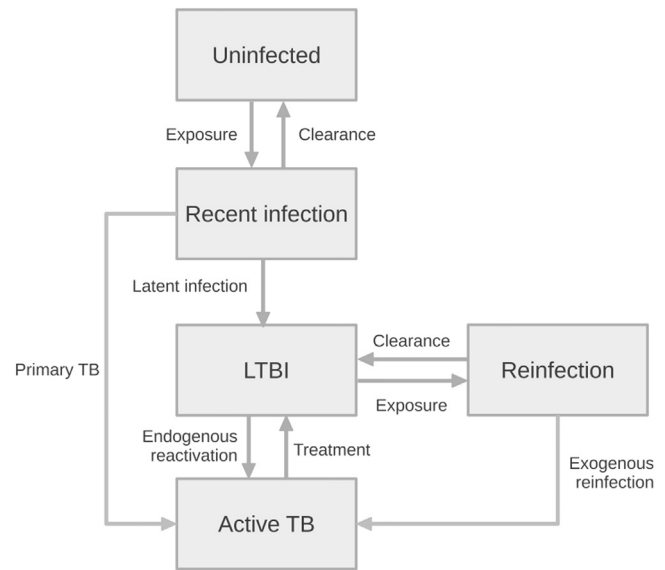 Uninfected
Exposure
Clearance
Recent infection
Latent infection
Primary TB
LTBI
Clearance
Exposure
Reinfection
Endogenous
reactivation
Treatment
Exogenous
reinfection
Active TB